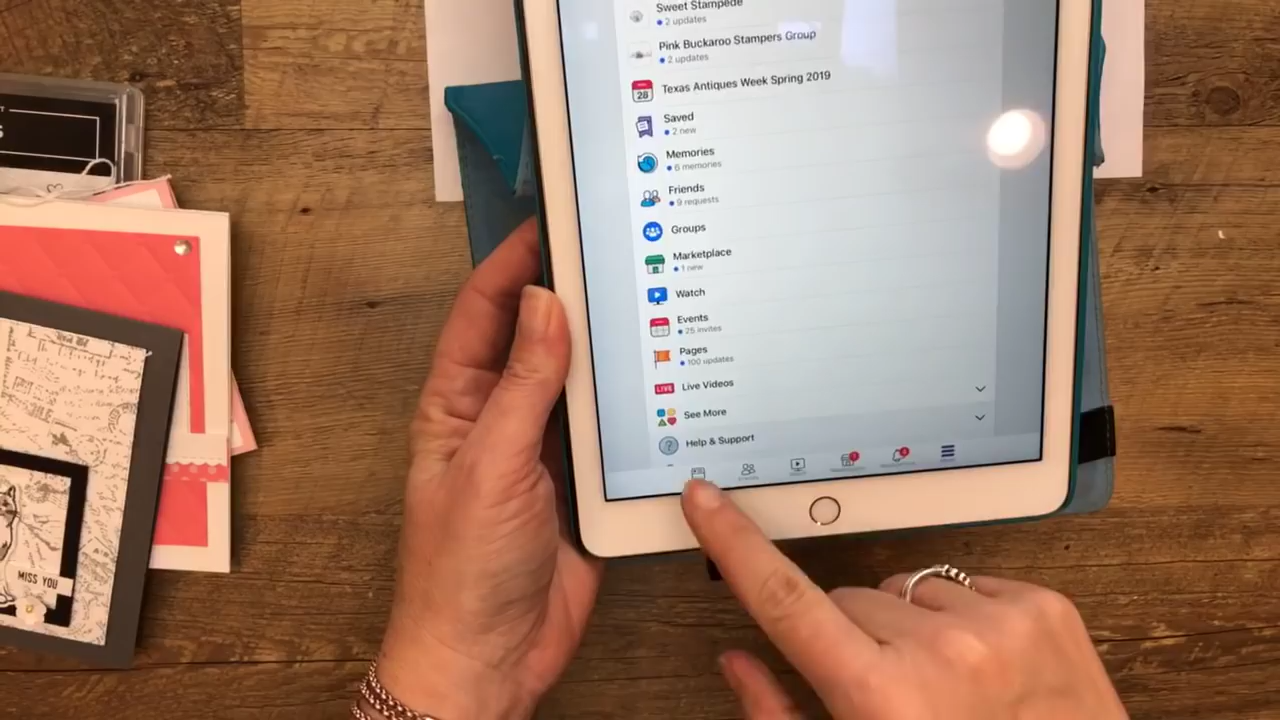 Sweet Stampede
2 updates
Pink Buckaroo Stampers Group
2 updates
28
Texas Antiques Week Spring 2019
Saved
2 new
Memories
6 memories
Friends
9 requests
Groups
Marketplace
1 new
Watch
Events
25 invites
Pages
100 updates
LIVE Live Videos
See More
? Help & Support
MISS YOU